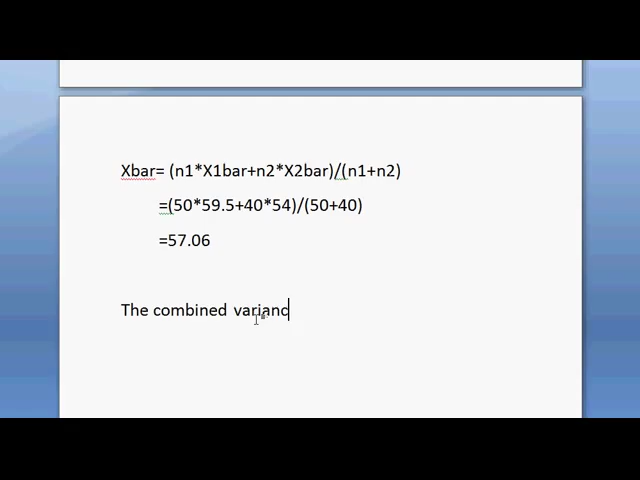 Xbar= (n1*X1bar+n2*X2bar)/(n1+n2)
=(50*59.5+40*54)/(50+40)
=57.06
The combined varianc